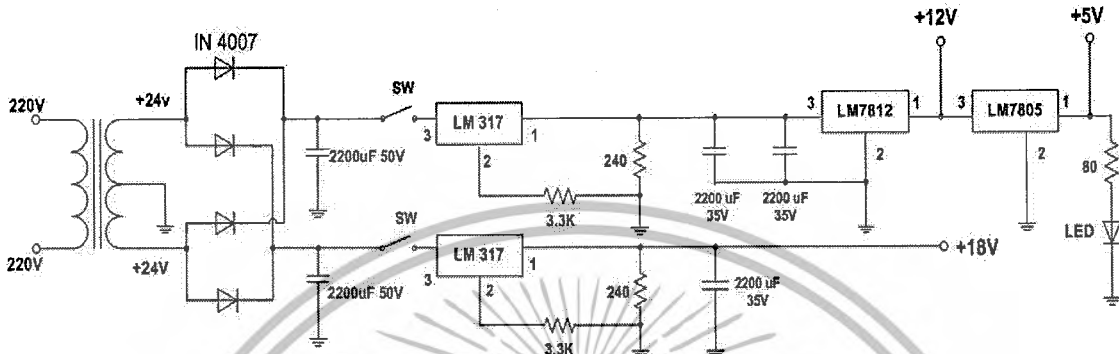 +12V
+5V
IN 4007
SW
220V
+24v
3
LM 317
1
2
3
LM7812
1
2
3
LM7805
1
2
2200uF 50V
240
3.3K
2200 uF
35V
2200 uF
35V
80
LED
SW
220V
+24V
3
LM 317
1
2
+18V
2200uF 50V
240
3.3K
2200 uF
35V